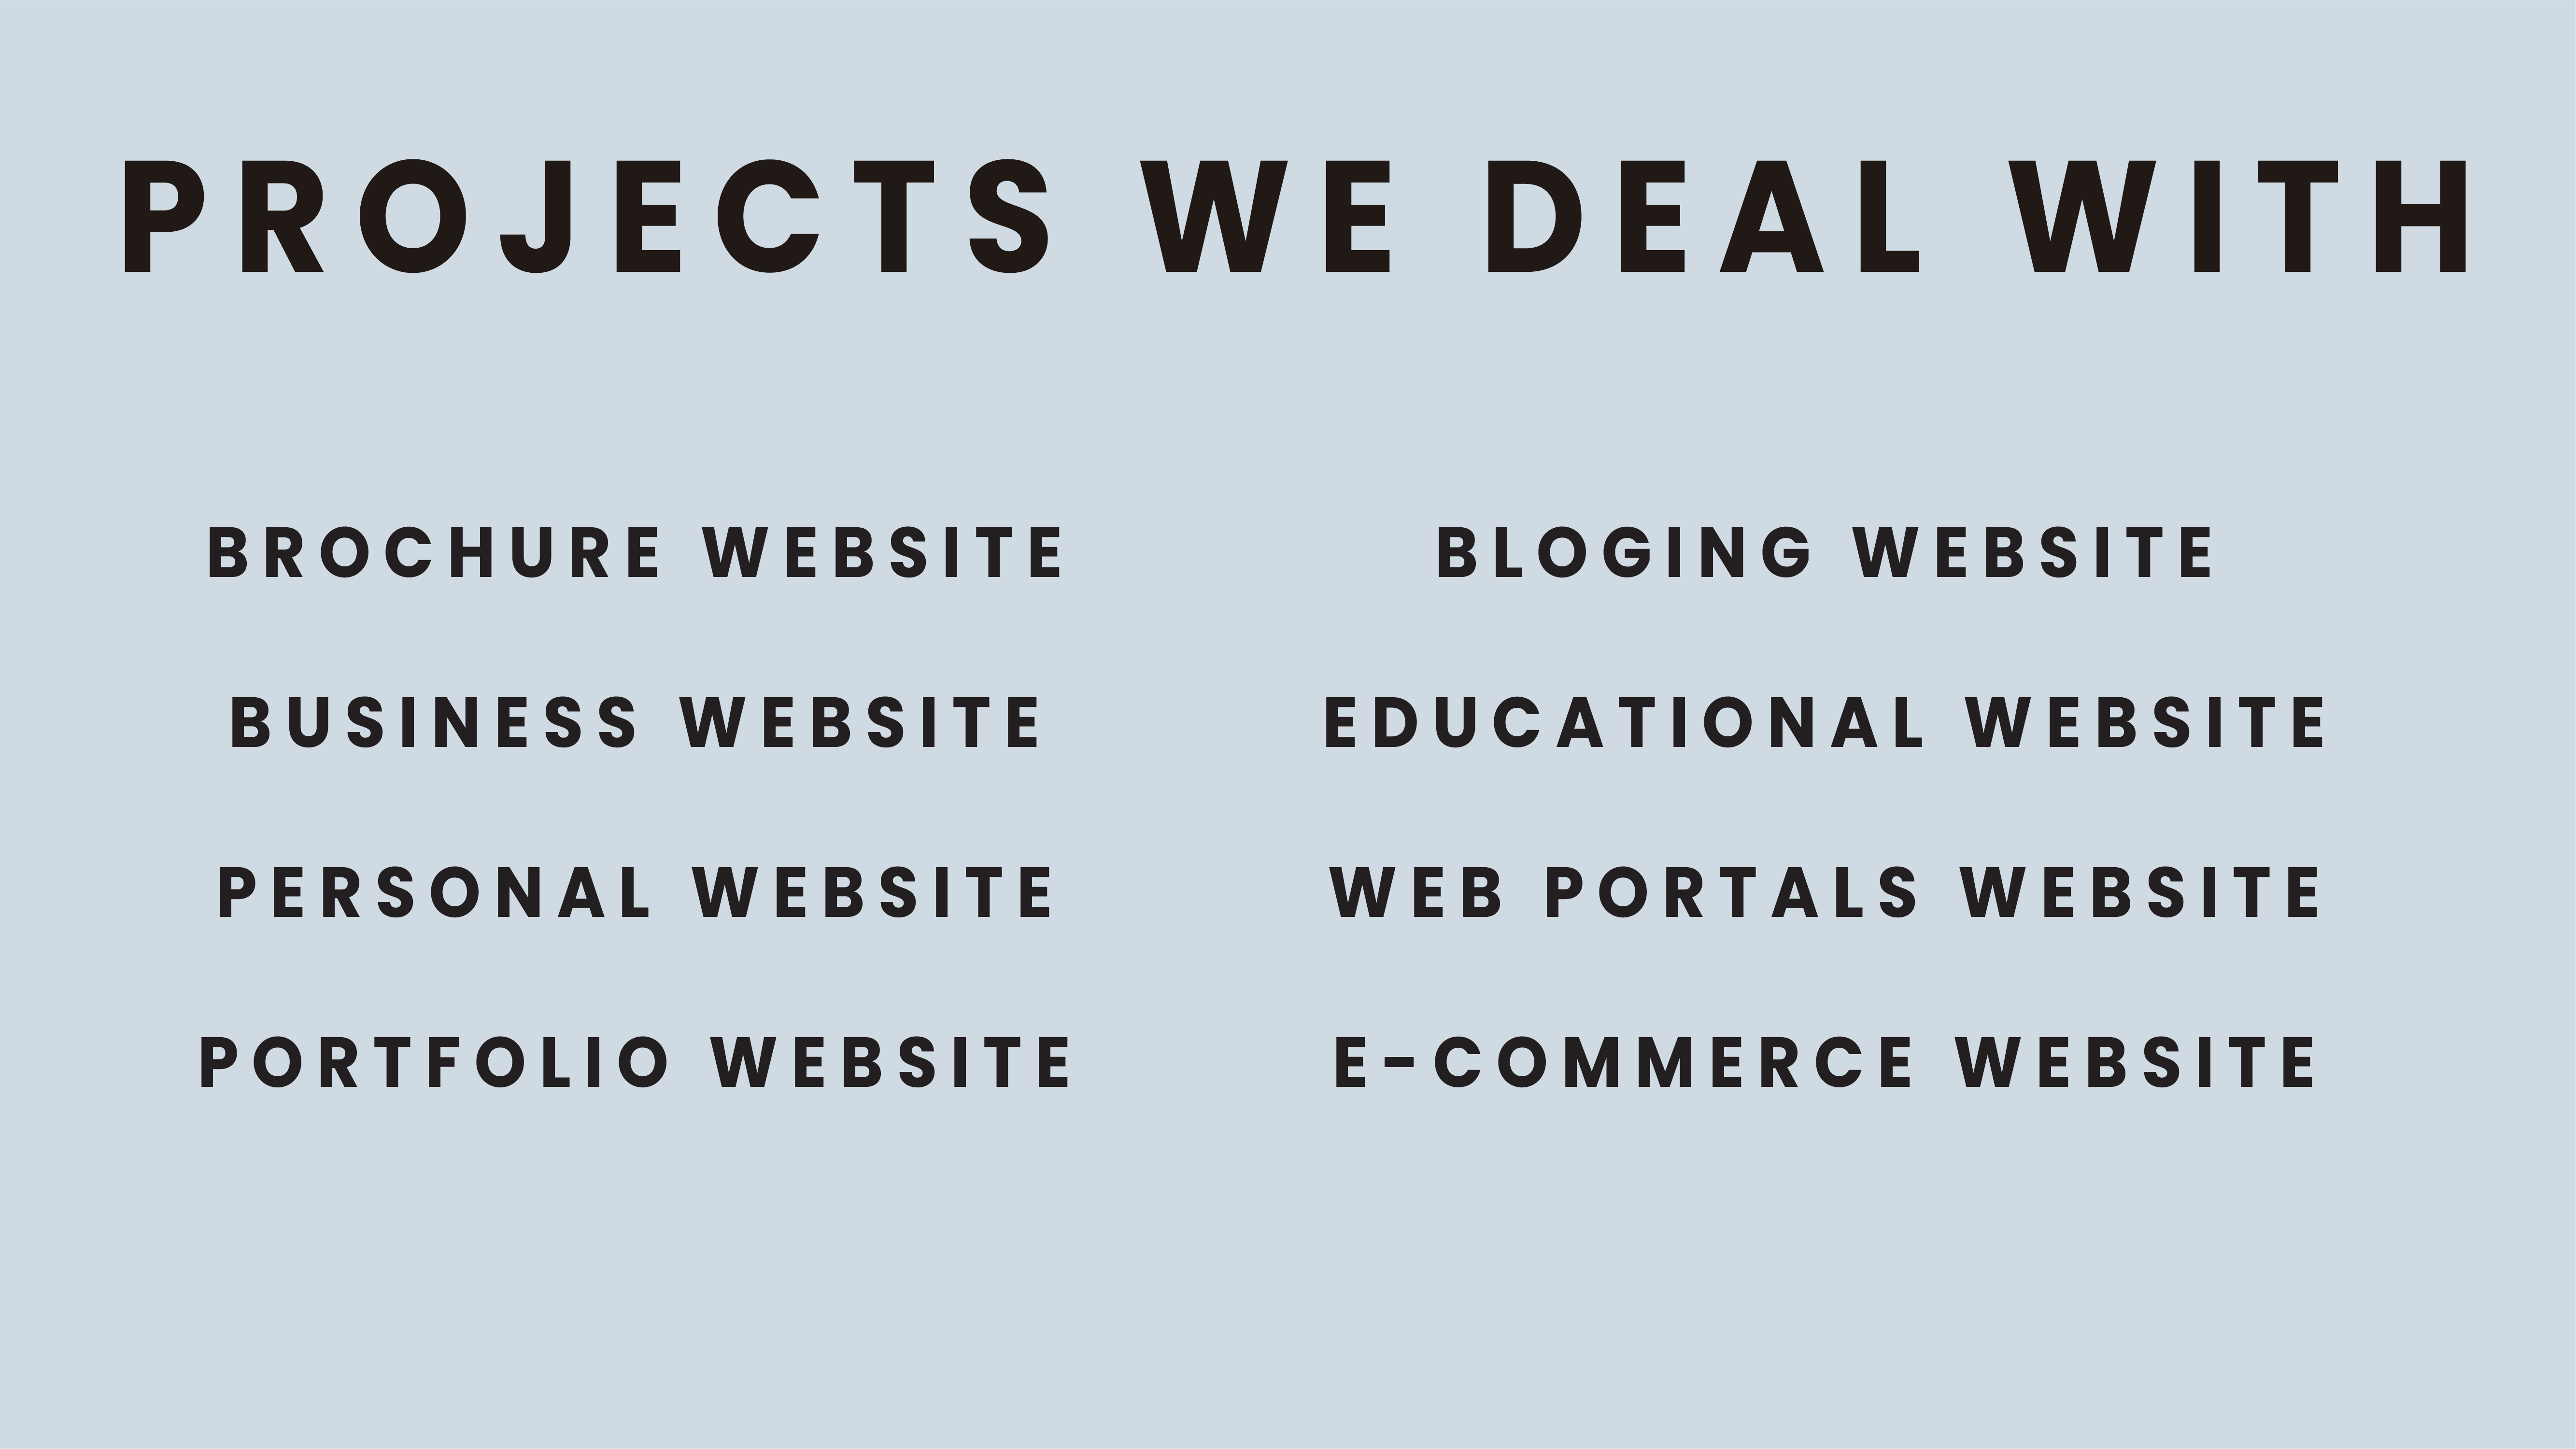 PROJECTS WE DEAL WITH
BROCHURE WEBSITE
BUSINESS WEBSITE
PERSONAL WEBSITE
PORTFOLIO WEBSITE
BLOGING WEBSITE
EDUCATIONAL WEBSITE
WEB PORTALS WEBSITE
E-COMMERCE WEBSITE